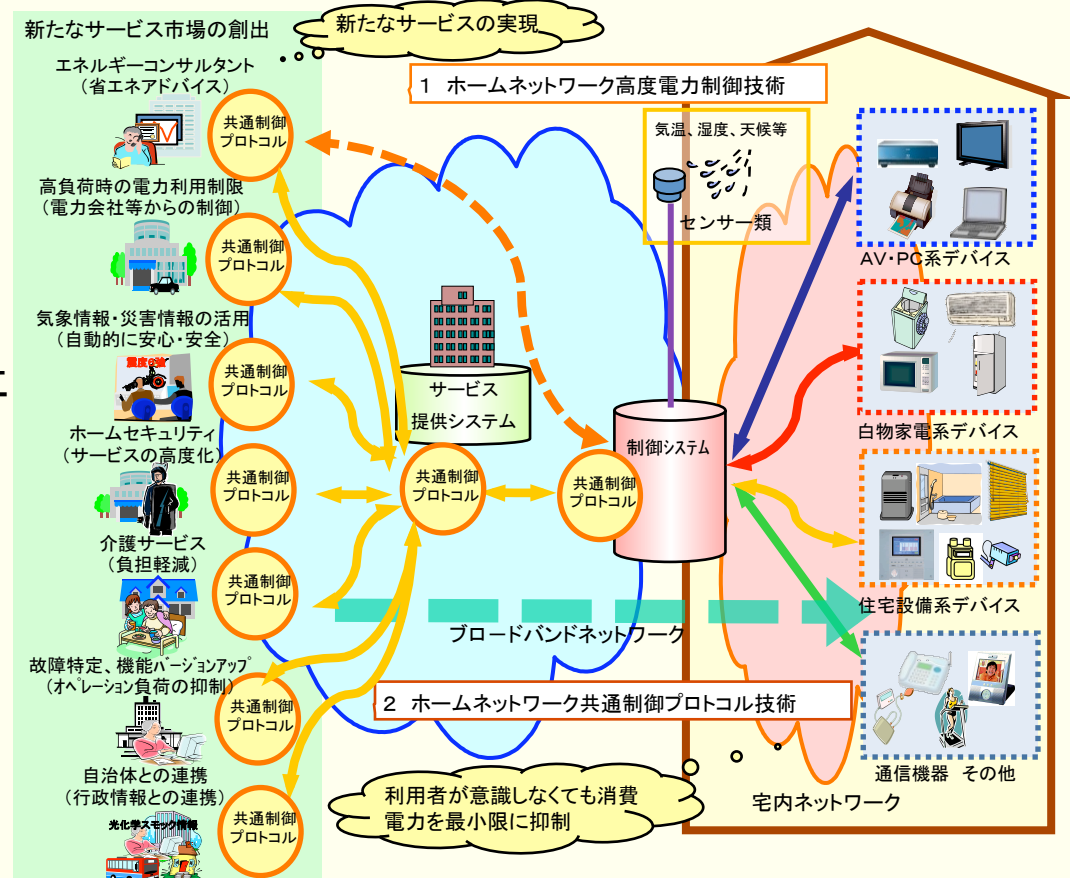 新たなサービス市場の創出
新たなサービスの実現
エネルギーコンサルタント
(省エネアドバイス)
共通制御
プロトコル
高負荷時の電力利用制限
(電力会社等からの制御)
共通制御
プロトコル
気象情報・災害情報の活用
(自動的に安心・安全)
共通制御
プロトコル
ホームセキュリティ
(サービスの高度化)
共通制御
プロトコル
介護サービス
(負担軽減)
共通制御
プロトコル
故障特定、機能バージョンアップ
(オペレーション負荷の抑制)
共通制御
プロトコル
自治体との連携
(行政情報との連携)
光化学スモック情報
共通制御
プロトコル
1 ホームネットワーク高度電力制御技術
気温、湿度、天候等
センサー類
サービス
提供システム
共通制御
プロトコル
制御システム
共通制御
プロトコル
ブロードバンドネットワーク
2 ホームネットワーク共通制御プロトコル技術
利用者が意識しなくても消費
電力を最小限に抑制
AV・PC系デバイス
白物家電系デバイス
住宅設備系デバイス
通信機器 その他
宅内ネットワーク